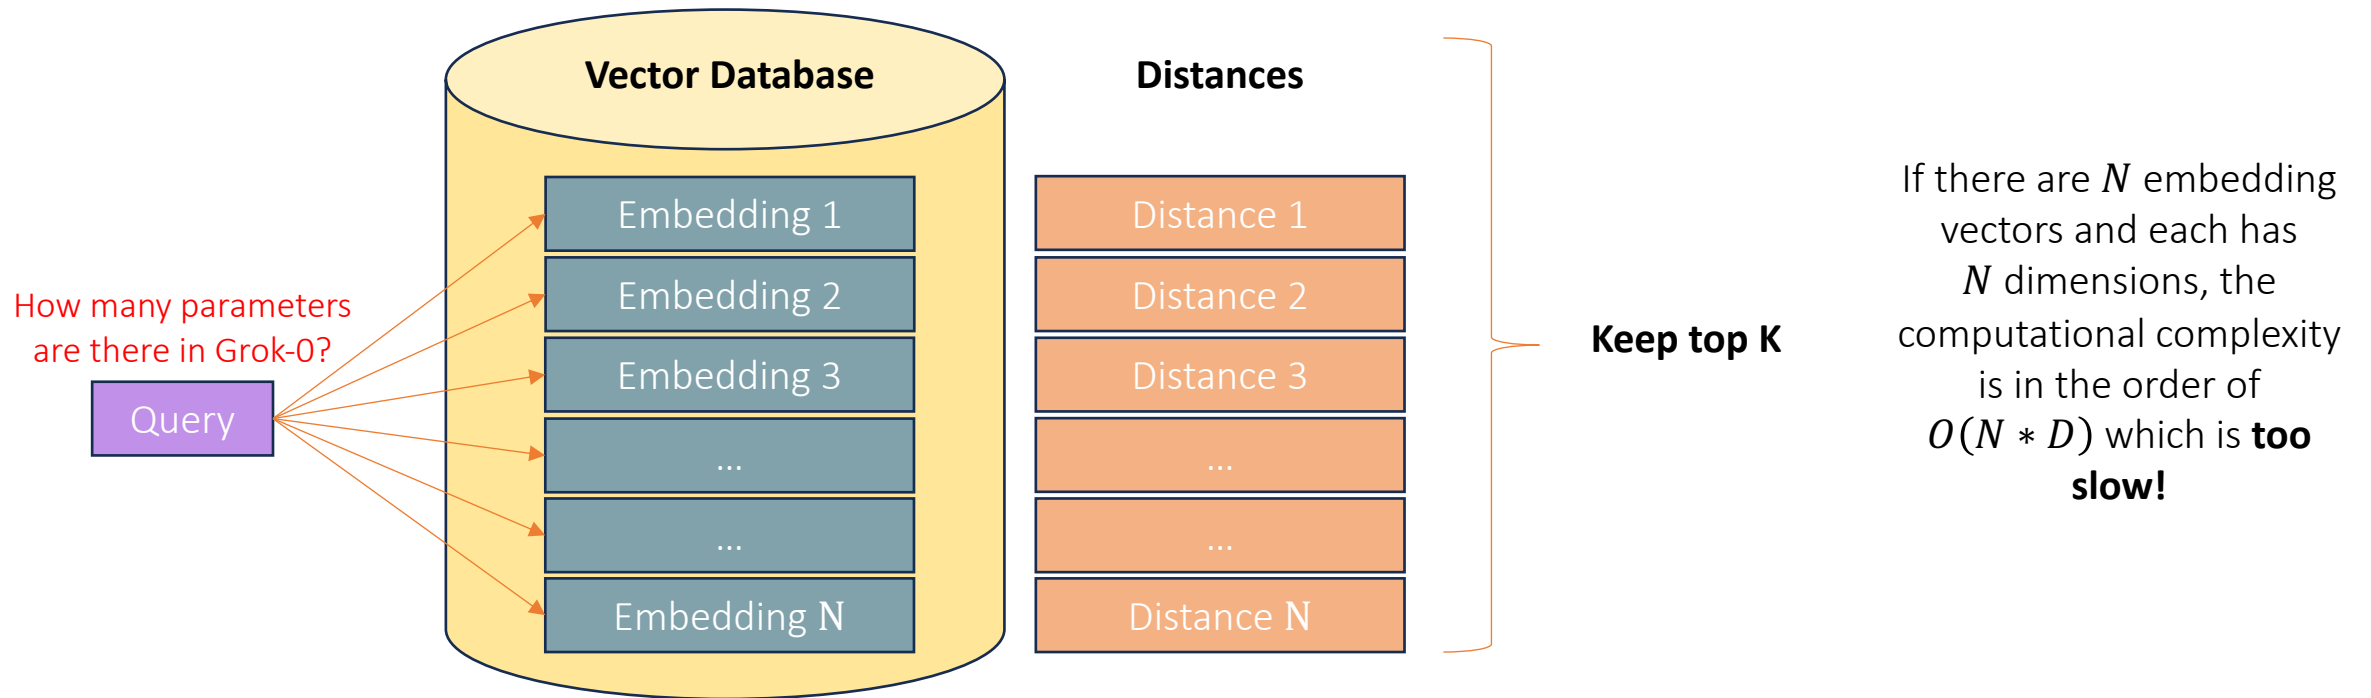 Vector Database
Distances
How many parameters
are there in Grok-0?
Query
Embedding 1
Embedding 2
Embedding 3
...
...
Embedding N
Distance 1
Distance 2
Distance 3
...
...
Distance N
Keep top K
If there are N embedding
vectors and each has
N dimensions, the
computational complexity
is in the order of
O(N ∗ D) which is too
slow!